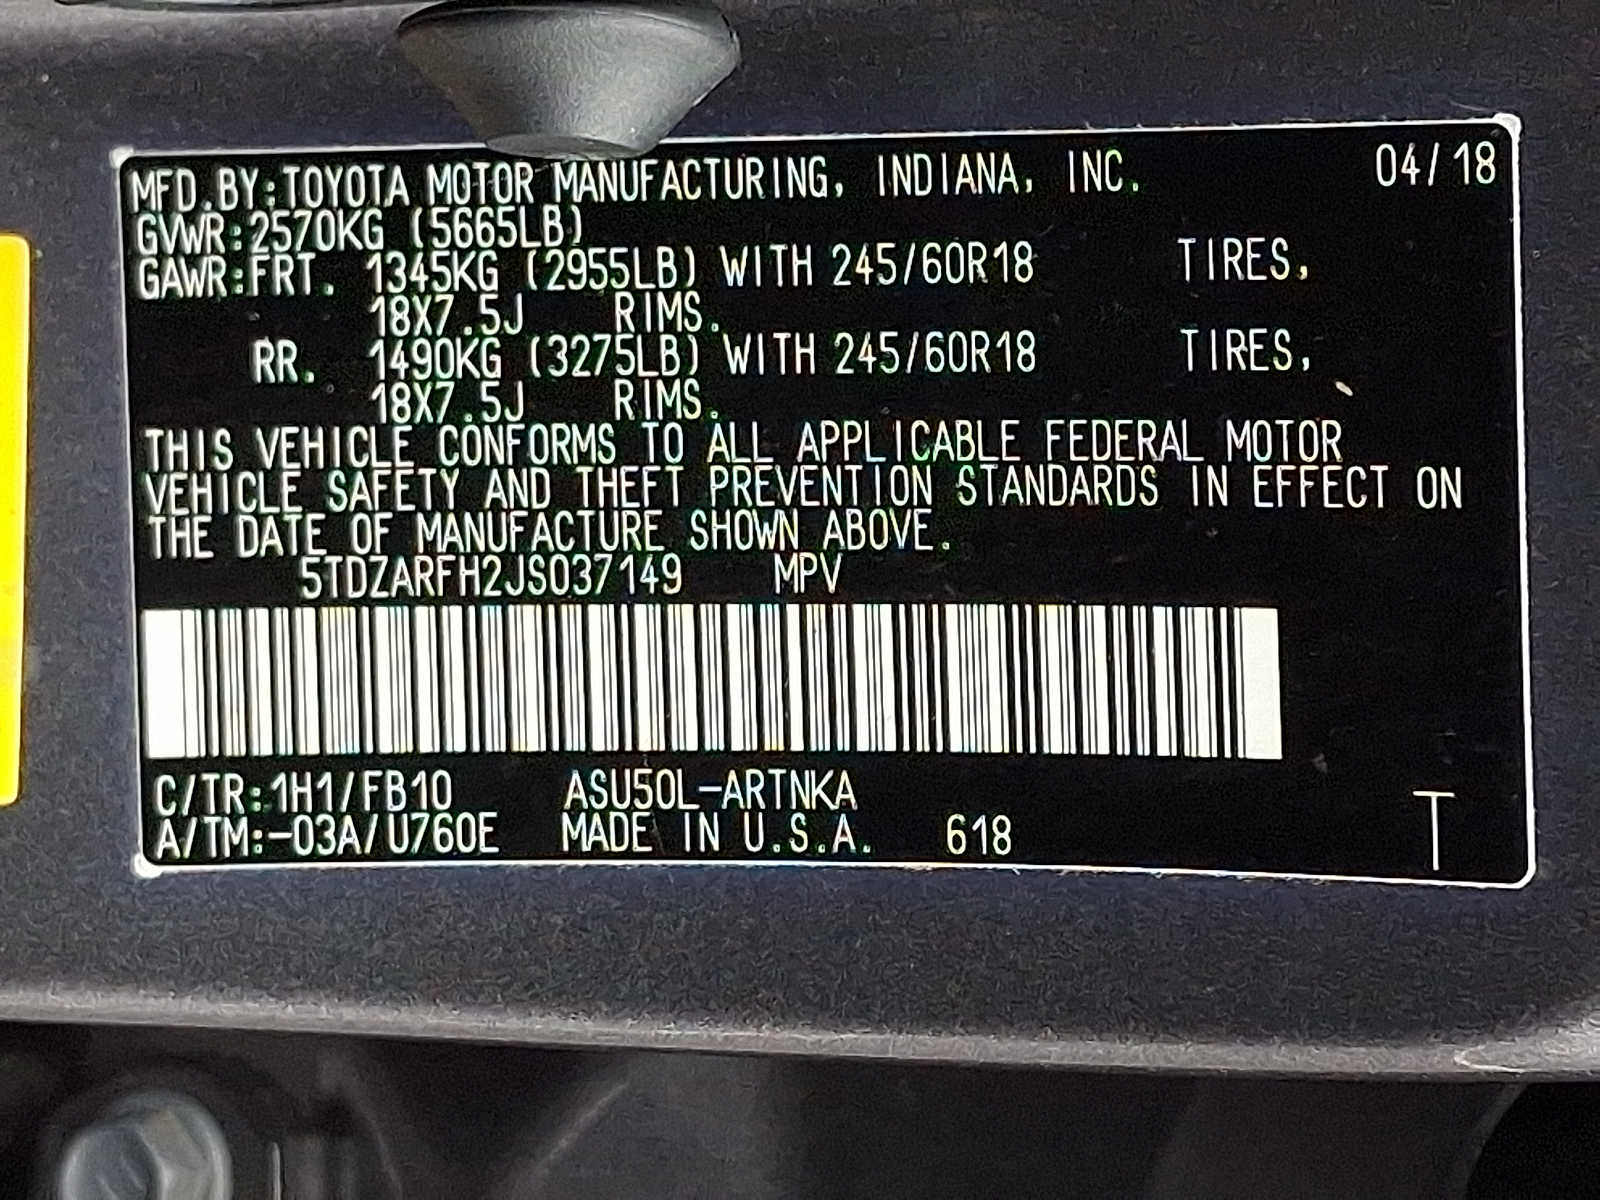 MFD.BY:TOYOTA MOTOR MANUFACTURING, INDIANA, INC. 04/18
GVWR:2570KG (5665LB)
GAWR:FRT. 1345KG (2955LB) WITH 245/60R18 TIRES,
18X7.5J RIMS.
RR. 1490KG (3275LB) WITH 245/60R18 TIRES,
18X7.5J RIMS.
THIS VEHICLE CONFORMS TO ALL APPLICABLE FEDERAL MOTOR
VEHICLE SAFETY AND THEFT PREVENTION STANDARDS IN EFFECT ON
THE DATE OF MANUFACTURE SHOWN ABOVE.
5TDZARFH2JS037149 MPV
C/TR:1H1/FB10 ASU50L-ARTNKA
A/TM:-03A/U760E MADE IN U.S.A. 618 T